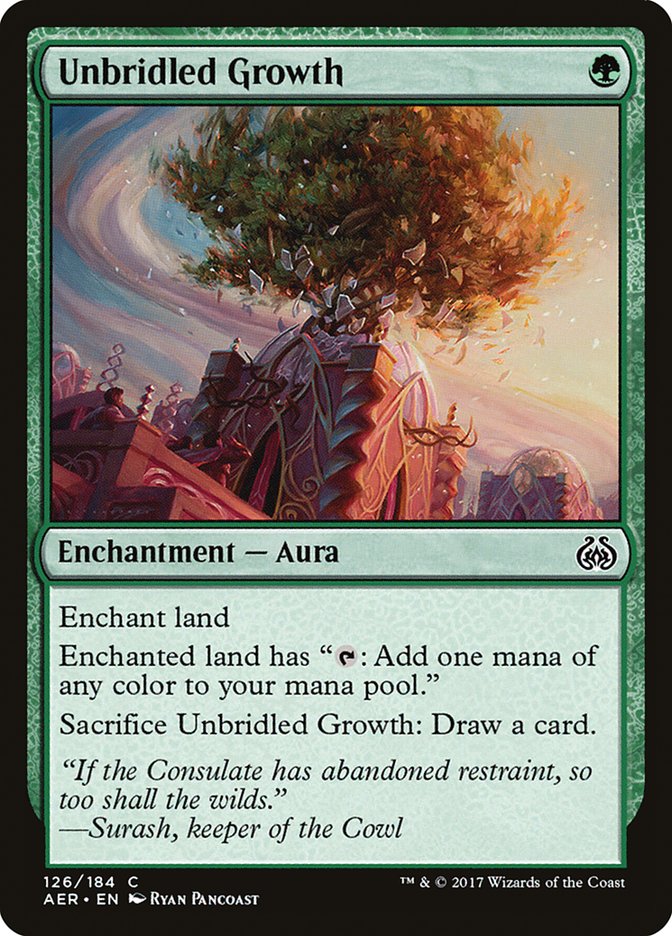 Unbridled Growth
Enchantment — Aura
Enchant land
Enchanted land has “: Add one mana of
any color to your mana pool.”
Sacrifice Unbridled Growth: Draw a card.
“If the Consulate has abandoned restraint, so
too shall the wilds.”
—Surash, keeper of the Cowl
126/184 C
AER • EN Ryan Pancoast
™ & © 2017 Wizards of the Coast